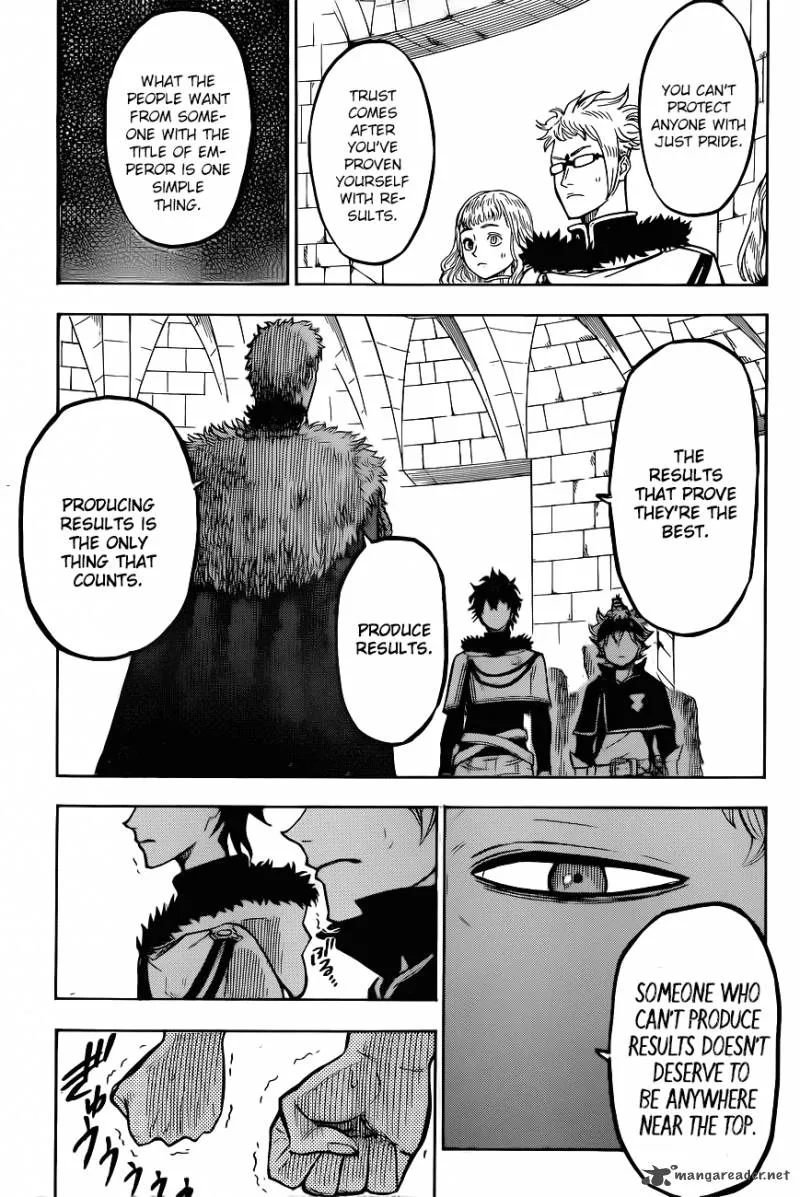 YOU CAN'T
PROTECT
ANYONE WITH
JUST PRIDE.
TRUST
COMES
AFTER
YOU'VE
PROVEN
YOURSELF
WITH RE-
SULTS.
WHAT THE
PEOPLE WANT
FROM SOME-
ONE WITH THE
TITLE OF EM-
PEROR IS ONE
SIMPLE
THING.
THE
RESULTS
THAT PROVE
THEY'RE THE
BEST.
PRODUCE
RESULTS.
PRODUCING
RESULTS IS
THE ONLY
THING THAT
COUNTS.
SOMEONE WHO
CAN'T PRODUCE
RESULTS DOESN'T
DESERVE TO
BE ANYWHERE
NEAR THE TOP.
mangareader.net